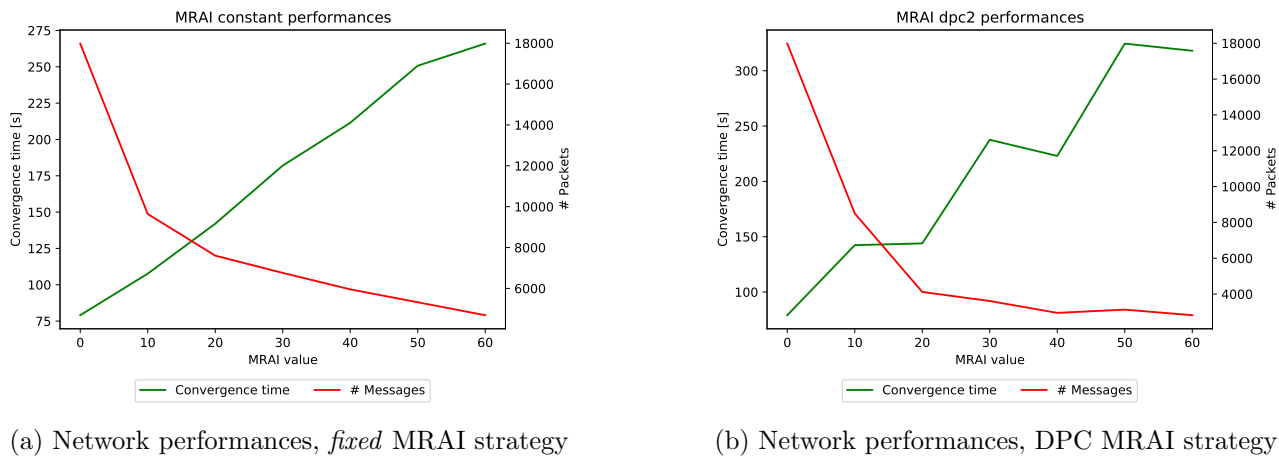 MRAI constant performances
275
250
225
200
175
150
125
100
75
Convergence time [s]
18000
16000
14000
12000
10000
8000
6000
# Packets
0 10 20 30 40 50 60
MRAI value
Convergence time # Messages
(a) Network performances, fixed MRAI strategy
MRAI dpc2 performances
300
250
200
150
100
Convergence time [s]
18000
16000
14000
12000
10000
8000
6000
4000
# Packets
0 10 20 30 40 50 60
MRAI value
Convergence time # Messages
(b) Network performances, DPC MRAI strategy